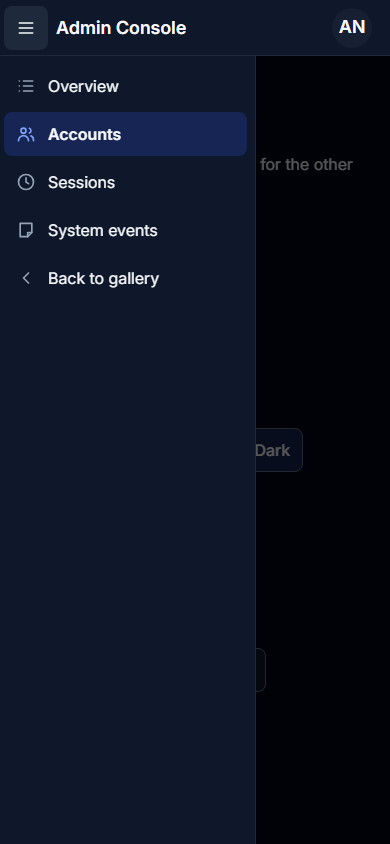 Admin Console
AN
Overview
Accounts
for the other
Sessions
System events
Back to gallery
Dark